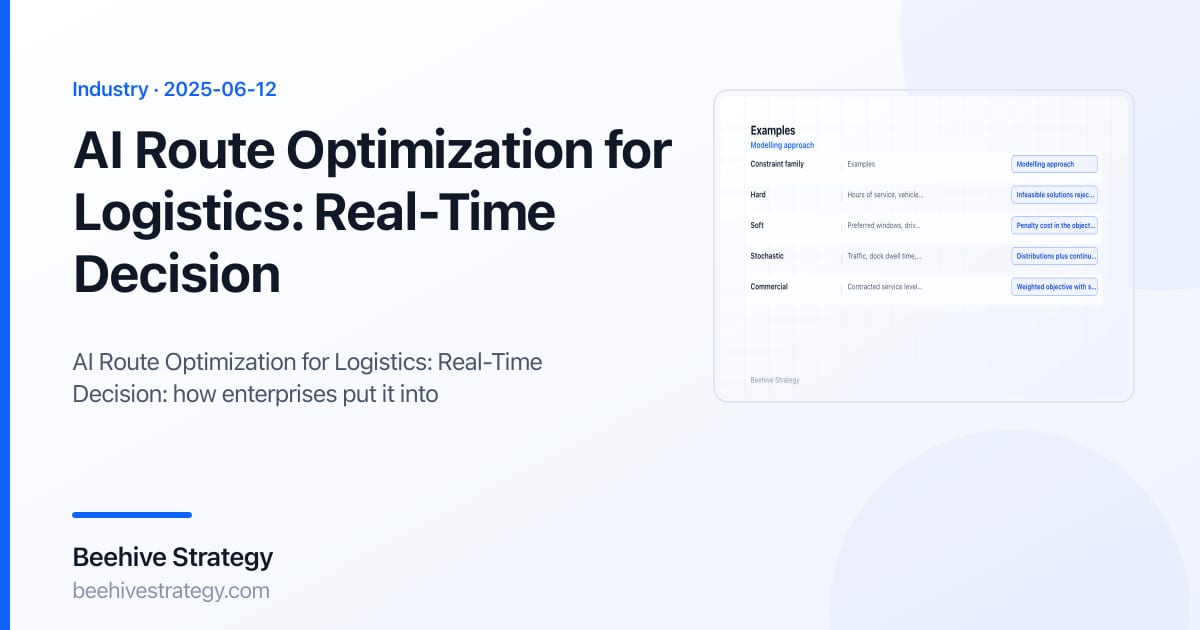 Industry · 2025-06-12
AI Route Optimization for
Logistics: Real-Time
Decision
AI Route Optimization for Logistics: Real-Time
Decision: how enterprises put it into
Beehive Strategy
beehivestrategy.com
Examples
Modelling approach
Constraint family Examples Modelling approach
Hard Hours of service, vehicle... Infeasible solutions rejec...
Soft Preferred windows, driv... Penalty cost in the object...
Stochastic Traffic, dock dwell time,... Distributions plus continu...
Commercial Contracted service level... Weighted objective with s...
Beehive Strategy